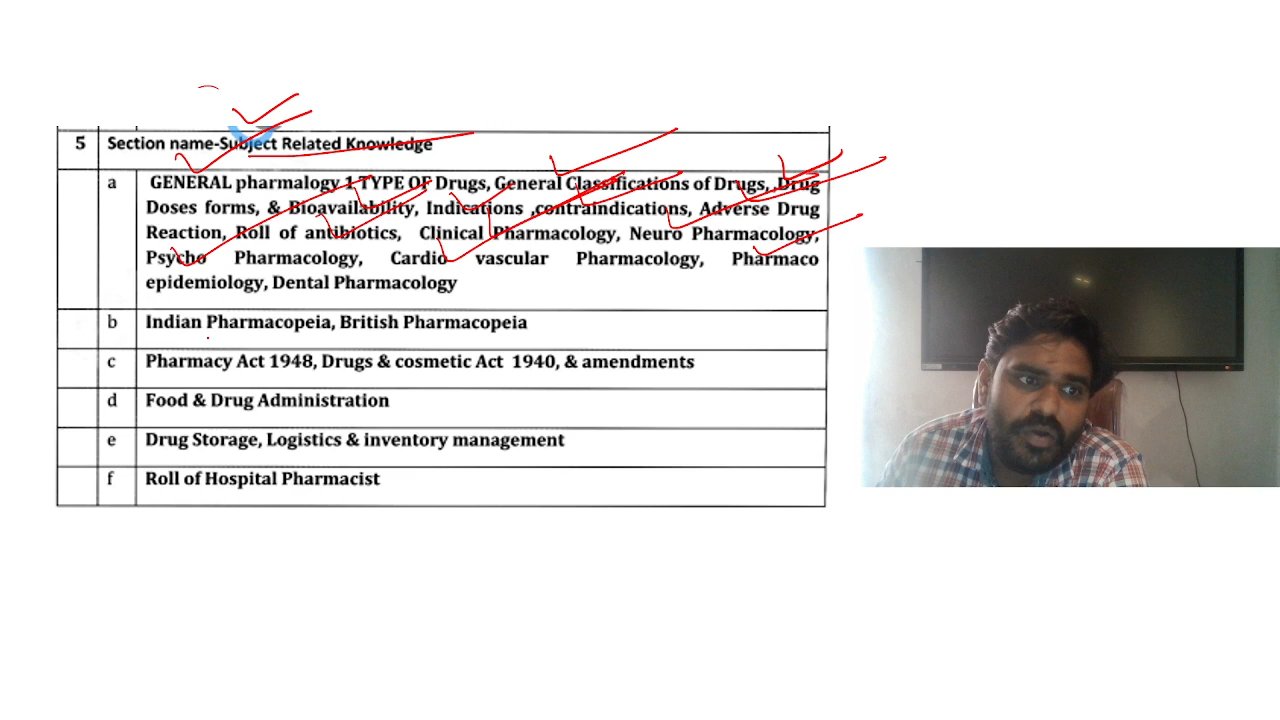 5 Section name-Subject Related Knowledge
a GENERAL pharmalogy 1 TYPE OF Drugs, General Classifications of Drugs, ,Drug
Doses forms, & Bioavailability, Indications ,contraindications, Adverse Drug
Reaction, Roll of antibiotics, Clinical Pharmacology, Neuro Pharmacology,
Psycho Pharmacology, Cardio vascular Pharmacology, Pharmaco
epidemiology, Dental Pharmacology
b Indian Pharmacopeia, British Pharmacopeia
c Pharmacy Act 1948, Drugs & cosmetic Act 1940, & amendments
d Food & Drug Administration
e Drug Storage, Logistics & inventory management
f Roll of Hospital Pharmacist